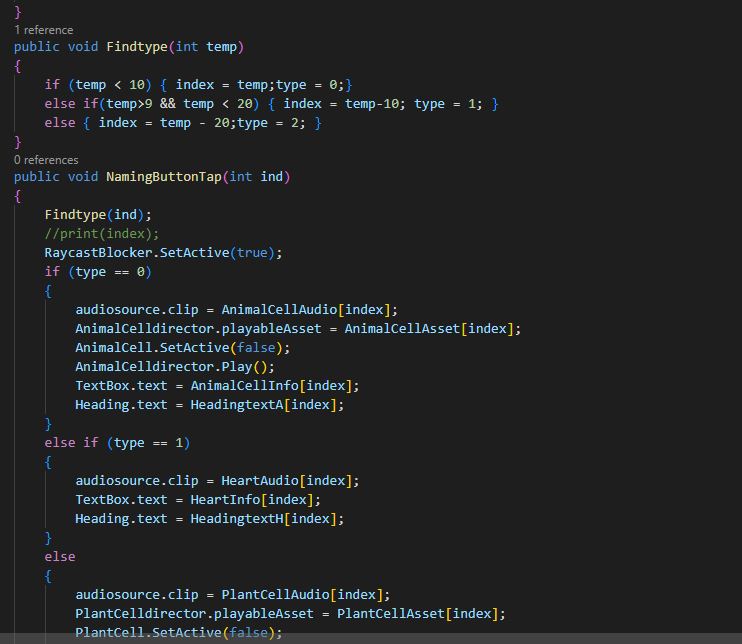 }
1 reference
public void Findtype(int temp)
{
if (temp < 10) { index = temp;type = 0;}
else if(temp>9 && temp < 20) { index = temp-10; type = 1; }
else { index = temp - 20;type = 2; }
}
0 references
public void NamingButtonTap(int ind)
{
Findtype(ind);
//print(index);
RaycastBlocker.SetActive(true);
if (type == 0)
{
audiosource.clip = AnimalCellAudio[index];
AnimalCelldirector.playableAsset = AnimalCellAsset[index];
AnimalCell.SetActive(false);
AnimalCelldirector.Play();
TextBox.text = AnimalCellInfo[index];
Heading.text = HeadingtextA[index];
}
else if (type == 1)
{
audiosource.clip = HeartAudio[index];
TextBox.text = HeartInfo[index];
Heading.text = HeadingtextH[index];
}
else
{
audiosource.clip = PlantCellAudio[index];
PlantCelldirector.playableAsset = PlantCellAsset[index];
PlantCell.SetActive(false);